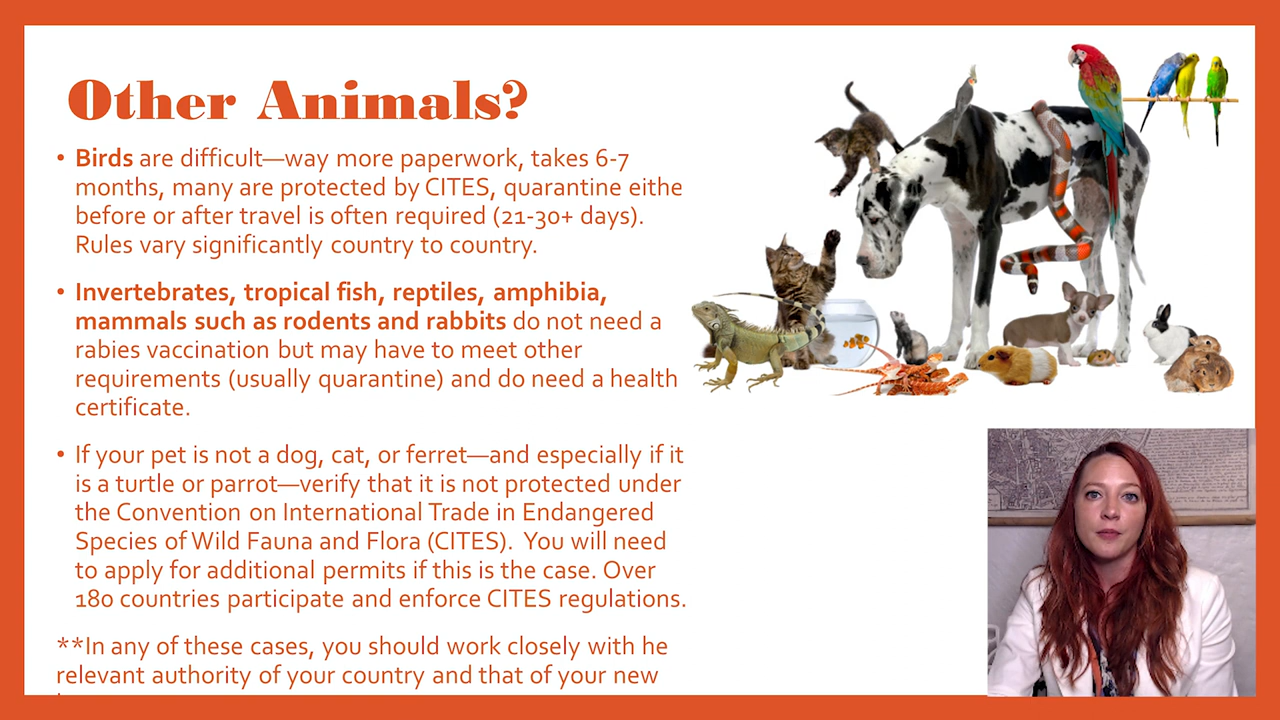 Other Animals?
• Birds are difficult—way more paperwork, takes 6-7
months, many are protected by CITES, quarantine eithe
before or after travel is often required (21-30+ days).
Rules vary significantly country to country.
• Invertebrates, tropical fish, reptiles, amphibia,
mammals such as rodents and rabbits do not need a
rabies vaccination but may have to meet other
requirements (usually quarantine) and do need a health
certificate.
• If your pet is not a dog, cat, or ferret—and especially if it
is a turtle or parrot—verify that it is not protected under
the Convention on International Trade in Endangered
Species of Wild Fauna and Flora (CITES). You will need
to apply for additional permits if this is the case. Over
180 countries participate and enforce CITES regulations.
**In any of these cases, you should work closely with he
relevant authority of your country and that of your new